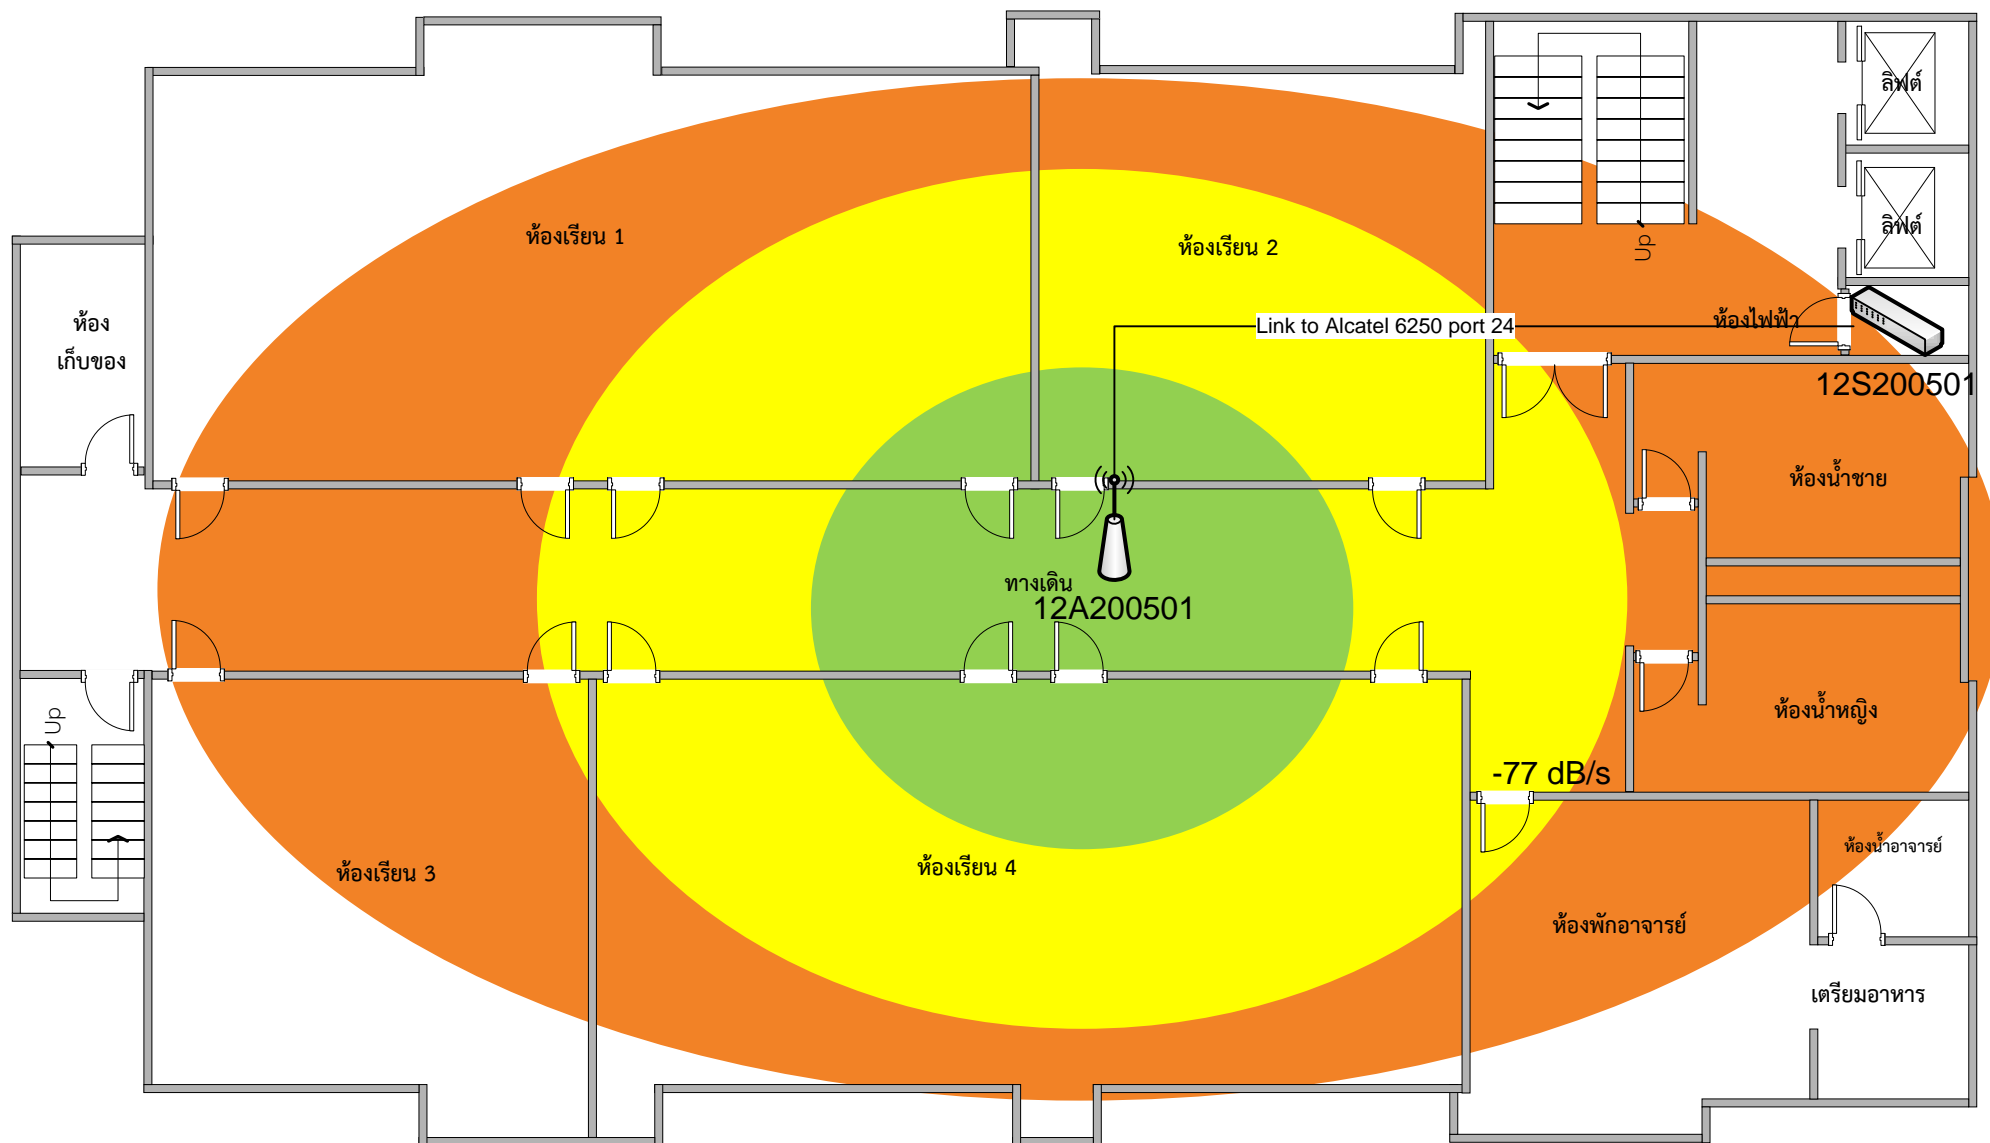 ลิฟต์
ห้องเรียน 1
ห้องเรียน 2
ลิฟต์
Up
ห้อง
เก็บของ
Link to Alcatel 6250 port 24
ห้องไฟฟ้า
12S200501
ห้องน้ำชาย
ทางเดิน
12A200501
Up
ห้องน้ำหญิง
-77 dB/s
ห้องเรียน 3
ห้องเรียน 4
ห้องน้ำอาจารย์
ห้องพักอาจารย์
เตรียมอาหาร